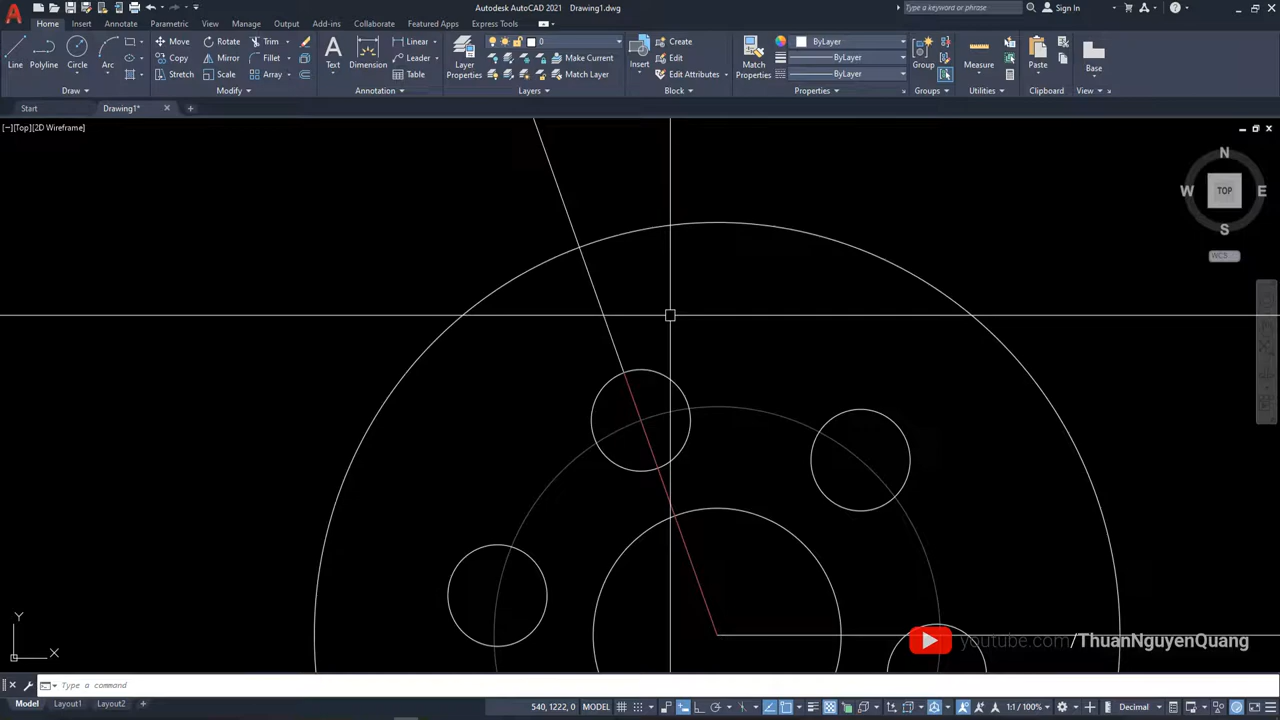 Autodesk AutoCAD 2021 Drawing1.dwg
Type a keyword or phrase
Sign In
Home Insert Annotate Parametric View Manage Output Add-ins Collaborate Featured Apps Express Tools
Line
Polyline
Circle
Arc
Move
Rotate
Trim
Copy
Mirror
Fillet
Stretch
Scale
Array
Text
Dimension
Linear
Leader
Table
Layer
Properties
0
Make Current
Match Layer
Insert
Create
Edit
Edit Attributes
Match
Properties
ByLayer
ByLayer
ByLayer
Group
Measure
Paste
Base
Draw
Modify
Annotation
Layers
Block
Properties
Groups
Utilities
Clipboard
View
Start
Drawing1*
[−][Top][2D Wireframe]
N
W
TOP
E
S
WCS
Y
X
youtube.com/ThuanNguyenQuang
Type a command
Model Layout1 Layout2
540, 1222, 0 MODEL
1:1 / 100%
Decimal